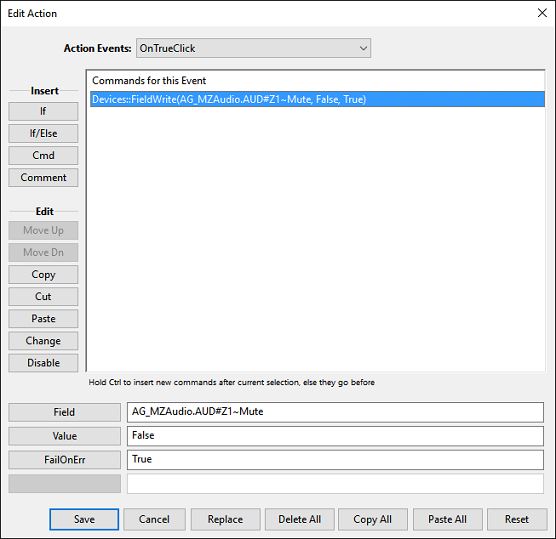 Edit Action
Action Events: OnTrueClick
Insert
If
If/Else
Cmd
Comment
Edit
Move Up
Move Dn
Copy
Cut
Paste
Change
Disable
Commands for this Event
Devices::FieldWrite(AG_MZAudio.AUD#Z1~Mute, False, True)
Hold Ctrl to insert new commands after current selection, else they go before
Field AG_MZAudio.AUD#Z1~Mute
Value False
FailOnErr True
Save Cancel Replace Delete All Copy All Paste All Reset